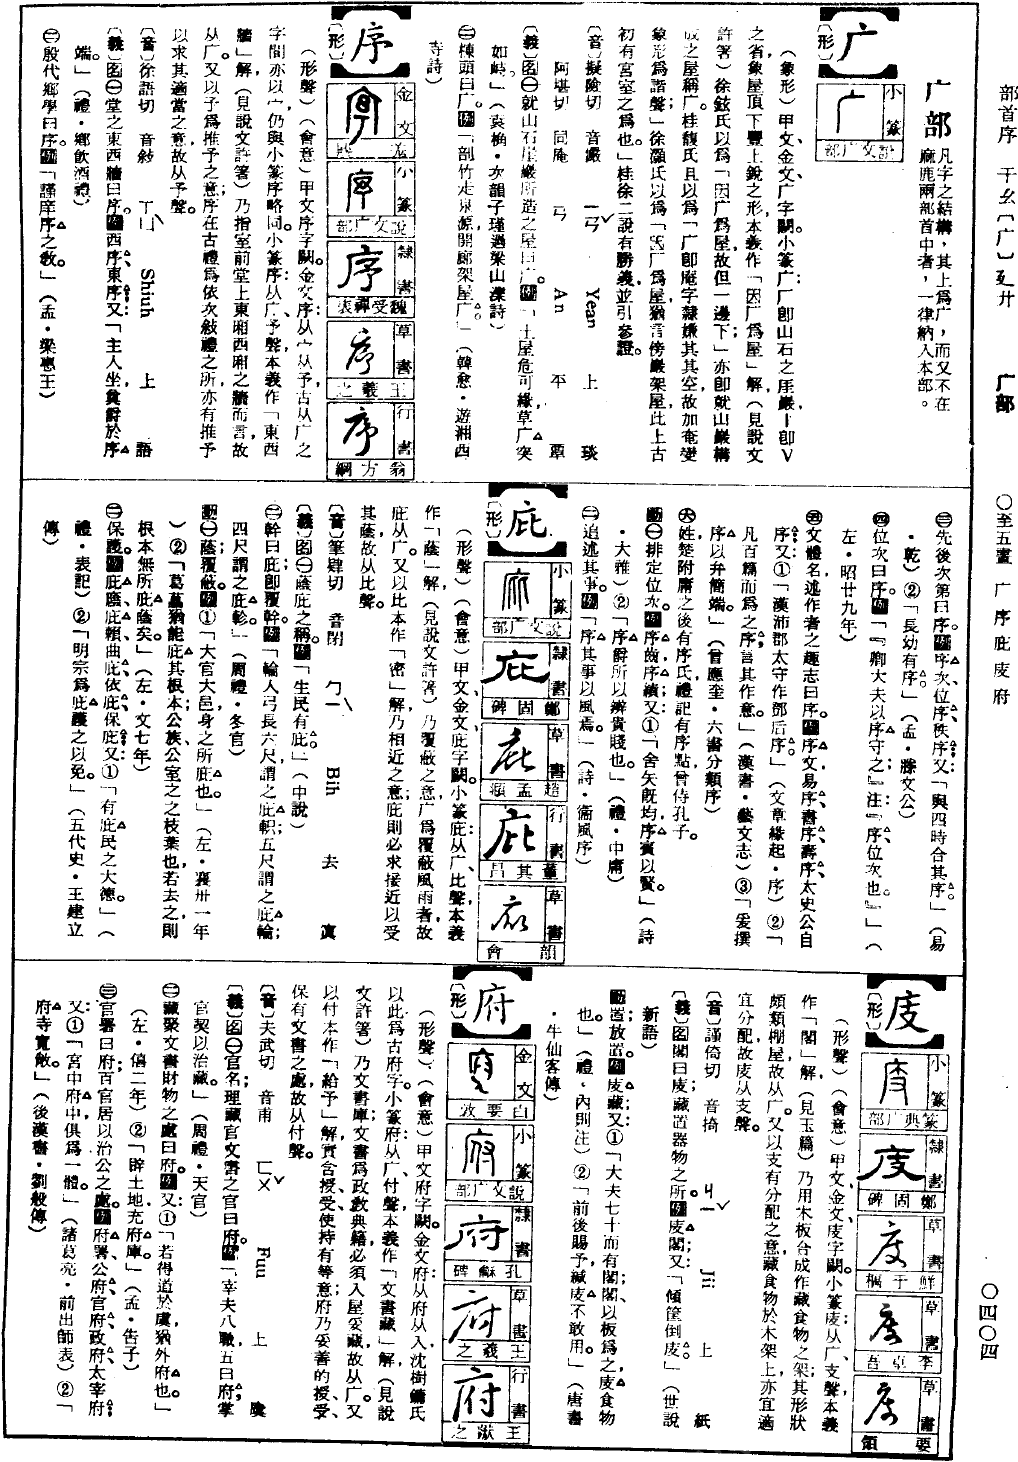 部首序 干幺〔广〕廴廾 广部 ○至五畫 广序庇庋府 ○四○四
广部 凡字之結構，其上爲广，而又不在
麻鹿兩部首中者，一律納入本部。
广
〔形〕
小篆
說文广部
（象形）甲文、金文广字闕。小篆广：厂卽山石之厓巖，丨卽∨
之省，象屋頂下豐上銳之形，本義作「因广爲屋」解（見說文
許箸）徐鉉氏以爲「因广爲屋，故但一邊下」亦卽就山巖構
成之屋稱广；桂馥氏且以爲「广卽庵字，隸嫌其空，故加奄變
象形爲諧聲」徐灝氏以爲「因广爲屋，猶言傍巖架屋，此上古
初有宮室之爲也。」桂徐二說有勝義，並引參證。
〔音〕擬險切 音嚴 ㄧㄢˇ Yean 上 琰
阿堪切 同庵 ㄢ An 平 覃
〔義〕名㊀就山石厓巖所造之屋曰广。例「土屋危可緣，草广突
如峙。」（袁桷・次韻子瑾過梁山濼詩）
㊁棟頭曰广。例「剖竹走泉源，開廊架屋广。」（韓愈・遊湘西
寺詩）
序
〔形〕
金文
小篆
說文广部
隸書
魏受禪表
草書
王羲之
行書
翁方綱
（形聲）（會意）甲文序字闕。金文序：从宀从予，古从广之
字間亦以宀，仍與小篆序略同。小篆序：从广，予聲，本義作「東西
牆」解（見說文許箸）乃指室前堂上東廂西廂之牆而言，故
从广。又以予爲推予之意；序在古禮爲依次敍禮之所，亦有推予
以求其適當之意，故从予聲。
〔音〕徐語切 音敍 ㄒㄩˋ Shiuh 上 語
〔義〕名㊀堂之東西牆曰序。例西序、東序；又「主人坐奠爵於序
端。」（禮・鄉飲酒禮）
㊁殷代鄉學曰序。例「謹庠序之教。」（孟・梁惠王）
㊂先後次第曰序。例序次、位序、秩序；又「與四時合其序。」（易
・乾）②「長幼有序。」（孟・滕文公）
㊃位次曰序。例「『卿大夫以序守之』注：『序，位次也。』」（
左・昭廿九年）
㊄文體名，述作者之趣志曰序。例序文、易序、書序、壽序、太史公自
序；又①「漢沛郡太守作鄧后序。」（文章緣起・序）②「
凡百篇而爲之序，言其作意。」（漢書・藝文志）③「爰撰
序以弁簡端。」（曾應奎・六書分類序）
㊅姓，楚附庸之後有序氏，禮記有序點，曾侍孔子。
動㊀排定位次。例序齒、序績；又①「舍矢旣均，序賓以賢。」（詩
・大雅）②「序爵所以辨貴賤也。」（禮・中庸）
㊁追述其事。例「序其事以風焉。」（詩・衞風序）
庇
〔形〕
小篆
說文广部
隸書
鄭固碑
草書
趙孟頫
行書
董其昌
草書
韻會
（形聲）（會意）甲文、金文庇字闕。小篆庇：从广，比聲，本義
作「蔭」解（見說文許箸）乃覆蔽之意，广爲覆蔽風雨者，故
庇从广。又以比本作「密」解，乃相近之意；庇則必求接近以受
其蔭，故从比聲。
〔音〕筆肄切 音閉 ㄅㄧˋ Bih 去 寘
〔義〕名㊀蔭庇之稱。例「生民有庇。」（中說）
㊁幹曰庇，卽覆幹。例「輪人弓長六尺謂之庇軹，五尺謂之庇輪；
四尺謂之庇軫。」（周禮・冬官）
動㊀蔭覆，蔽。例①「大官大邑，身之所庇也。」（左・襄卅一年
）②「葛藟猶能庇其根本；公族，公室之枝葉也；若去之，則
根本無所庇蔭矣。」（左・文七年）
㊁保護。例庇蔭、庇賴、曲庇、依庇、保庇；又①「有庇民之大德。」（
禮・表記）②「明宗爲庇護之，以免。」（五代史・王建立
傳）
庋
〔形〕
小篆
篆典广部
隸書
鄭固碑
草書
鮮于樞
草書
李卓吾
草書
要領
（形聲）（會意）甲文、金文庋字闕。小篆庋：从广，支聲，本義
作「閣」解（見玉篇）乃用木板合成作藏食物之架；其形狀
頗類棚屋，故从广。又以支有分配之意，藏食物於木架上，亦宜適
宜分配，故庋从支聲。
〔音〕謹倚切 音掎 ㄐㄧˇ Jii 上 紙
〔義〕名閣曰庋，藏置器物之所。例庋閣；又「傾筐倒庋。」（世說
新語）
動置放，置。例庋藏；又①「大夫七十而有閣；閣，以板爲之，庋食物
也。」（禮・內則注）②「前後賜予，緘庋不敢用。」（唐書
・牛仙客傳）
府
〔形〕
金文
小篆
說文广部
隸書
孔龢碑
草書
王羲之
行書
王獻之
（形聲）（會意）甲文府字闕。金文府：从府从入，沈樹鏞氏
以此爲古府字。小篆府：从广，付聲，本義作「文書藏」解（見說
文許箸）乃文書庫，文書爲政教典籍，必須入屋妥藏，故从广。又
以付本作「給予」解，實含授受，使持有等意，府乃妥善的授受、
保有文書之處，故从付聲。
〔音〕夫武切 音甫 ㄈㄨˇ Fuu 上 麌
〔義〕名㊀官名，理藏官文書之官曰府。例「宰夫八職，五曰府，掌
官契以治藏。」（周禮・天官）
㊁藏聚文書財物之處曰府。例又①「若得道於虞，猶外府也。」
（左・僖二年）②「辟土地，充府庫。」（孟・告子）
㊂官署曰府；百官居以治公之處。例府署、公府、官府、政府、太宰府；
又①「宮中府中，俱爲一體。」（諸葛亮・前出師表）②「
府寺寬敞。」（後漢書・劉般傳）